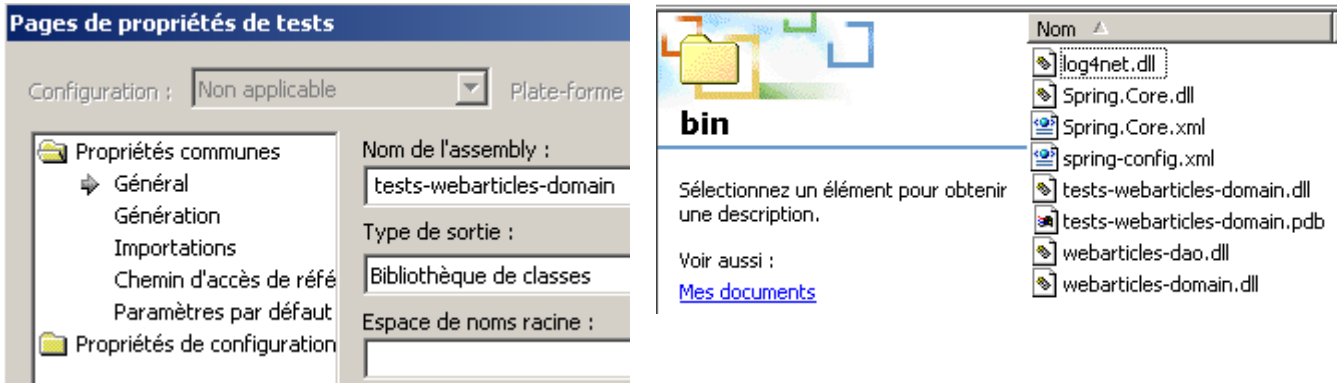 Pages de propriétés de tests
Configuration : Non applicable Plate-forme
Propriétés communes
Général
Génération
Importations
Chemin d'accès de réfé
Paramètres par défaut
Propriétés de configuration
Nom de l'assembly :
tests-webarticles-domain
Type de sortie :
Bibliothèque de classes
Espace de noms racine :
bin
Sélectionnez un élément pour obtenir
une description.
Voir aussi :
Mes documents
Nom
log4net.dll
Spring.Core.dll
Spring.Core.xml
spring-config.xml
tests-webarticles-domain.dll
tests-webarticles-domain.pdb
webarticles-dao.dll
webarticles-domain.dll